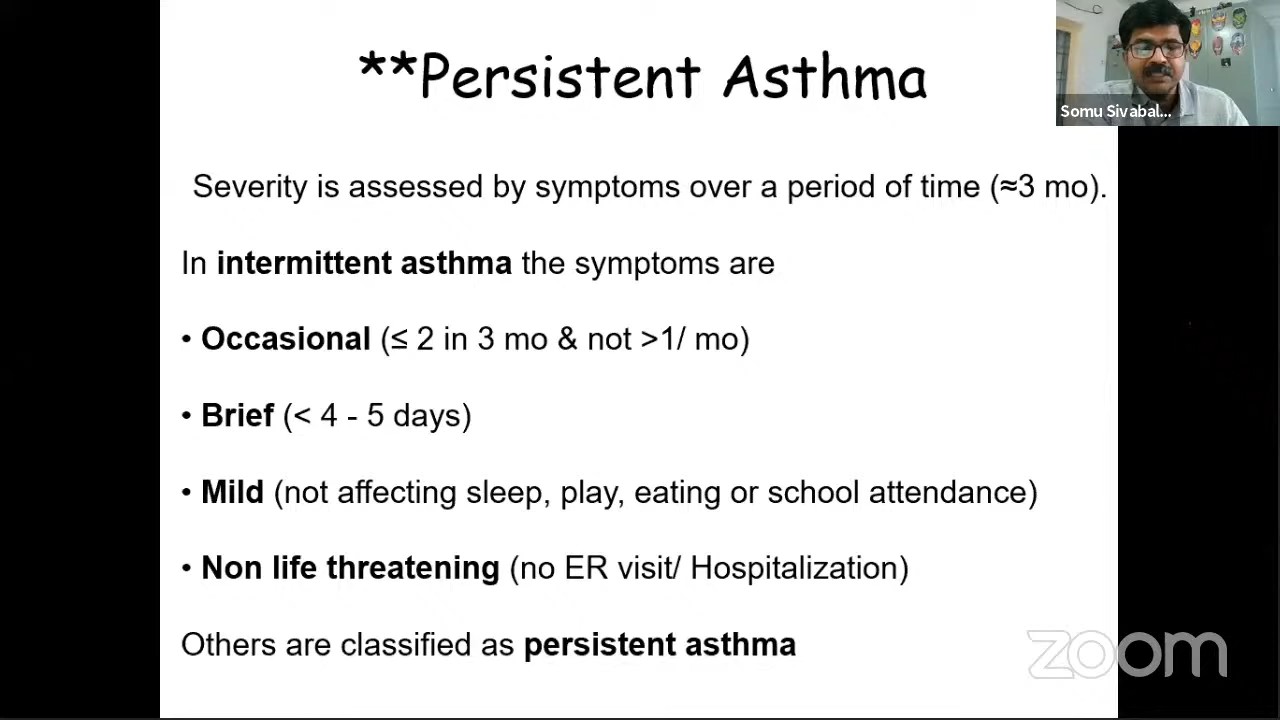 **Persistent Asthma
Somu Sivabal...
Severity is assessed by symptoms over a period of time (≈3 mo).
In intermittent asthma the symptoms are
• Occasional (≤ 2 in 3 mo & not >1/ mo)
• Brief (< 4 - 5 days)
• Mild (not affecting sleep, play, eating or school attendance)
• Non life threatening (no ER visit/ Hospitalization)
Others are classified as persistent asthma
zoom